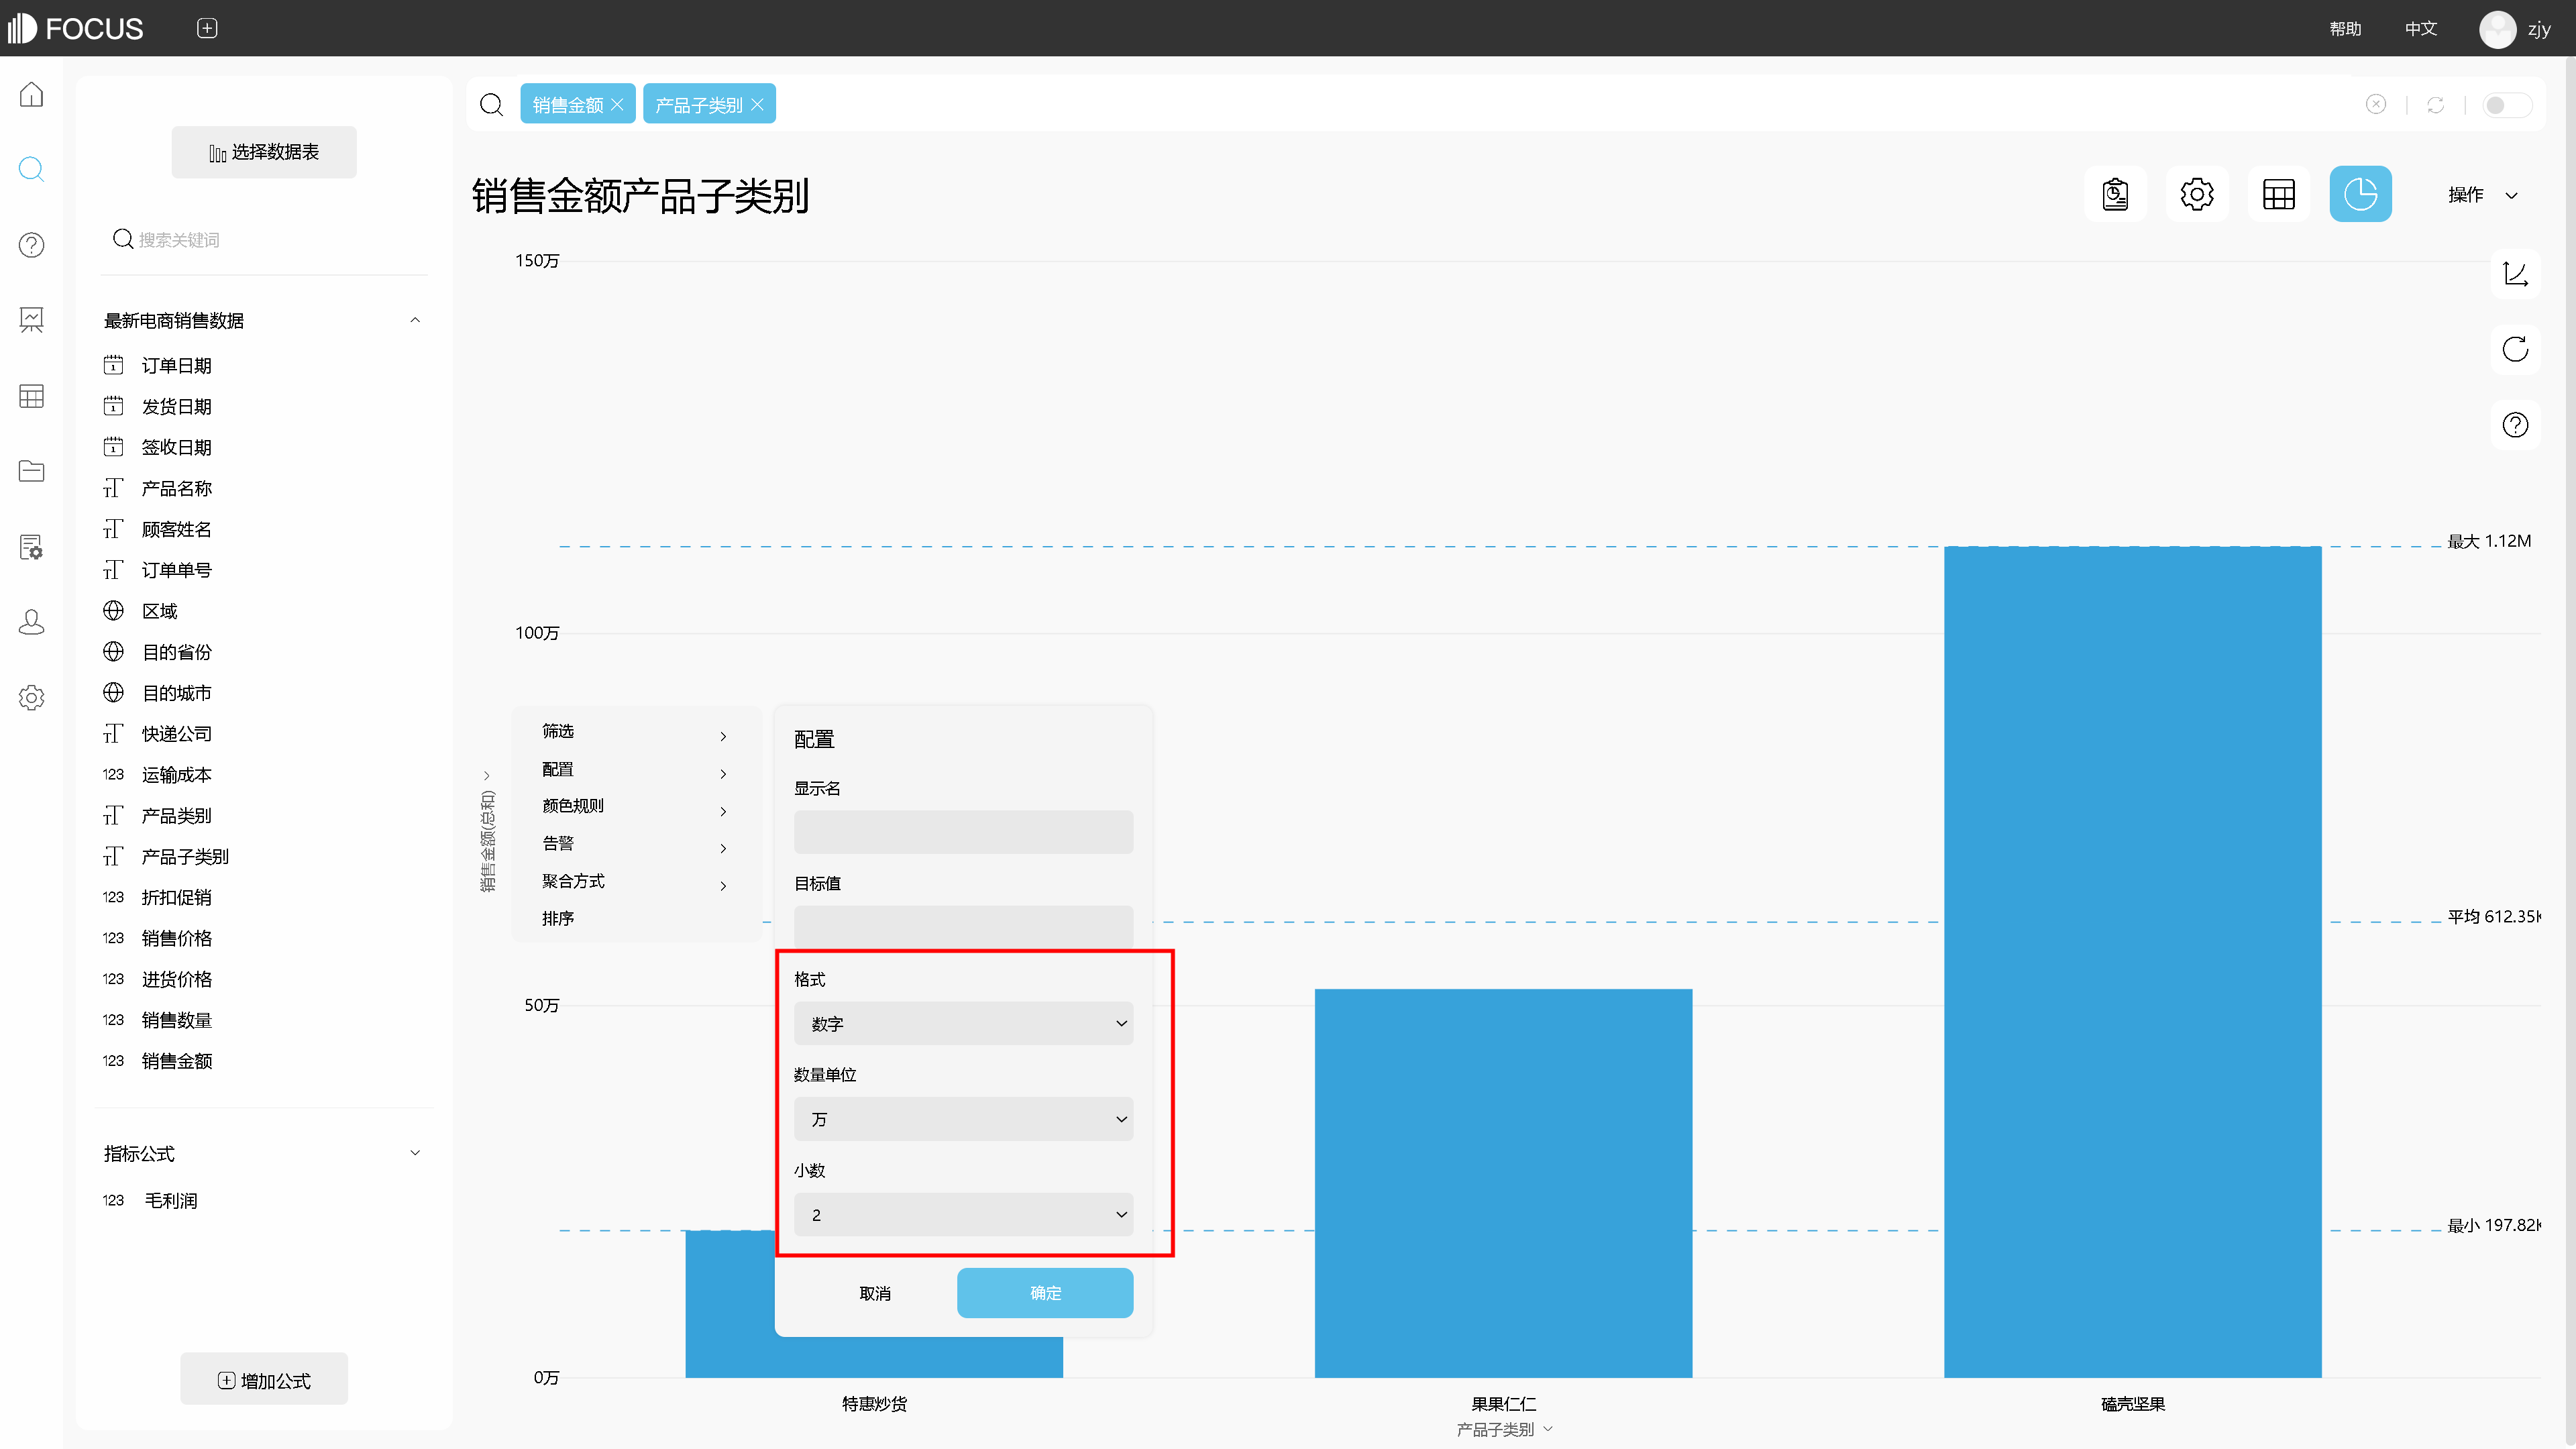 FOCUS
帮助
中文
zjy
选择数据表
搜索关键词
最新电商销售数据
订单日期
发货日期
签收日期
产品名称
顾客姓名
订单单号
区域
目的省份
目的城市
快递公司
123 运输成本
产品类别
产品子类别
123 折扣促销
123 销售价格
123 进货价格
123 销售数量
123 销售金额
指标公式
123 毛利润
增加公式
销售金额
产品子类别
销售金额产品子类别
操作
150万
100万
50万
0万
最大 1.12M
平均 612.35K
最小 197.82K
销售金额(总和)
筛选
配置
颜色规则
告警
聚合方式
排序
配置
显示名
目标值
格式
数字
数量单位
万
小数
2
取消
确定
特惠炒货
果果仁仁
磕壳坚果
产品子类别